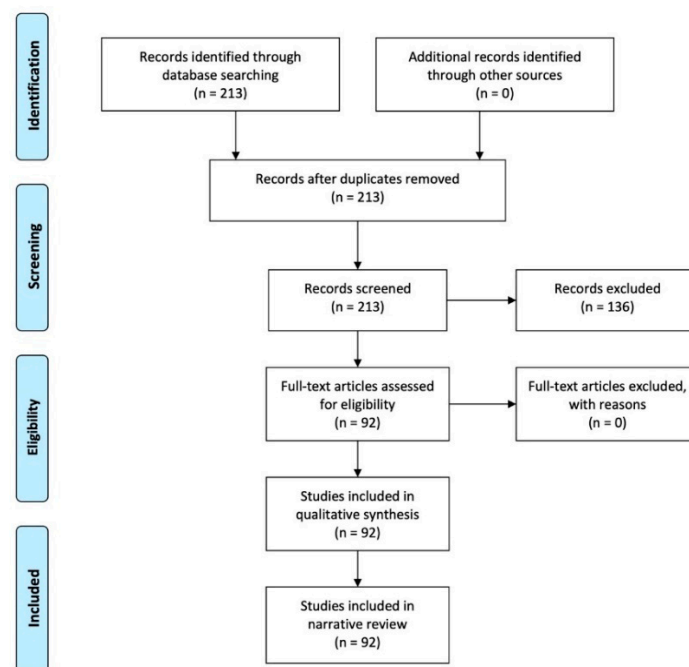 Identification
Records identified through
database searching
(n = 213)
Additional records identified
through other sources
(n = 0)
Records after duplicates removed
(n = 213)
Screening
Records screened
(n = 213)
Records excluded
(n = 136)
Eligibility
Full-text articles assessed
for eligibility
(n = 92)
Full-text articles excluded,
with reasons
(n = 0)
Studies included in
qualitative synthesis
(n = 92)
Included
Studies included in
narrative review
(n = 92)